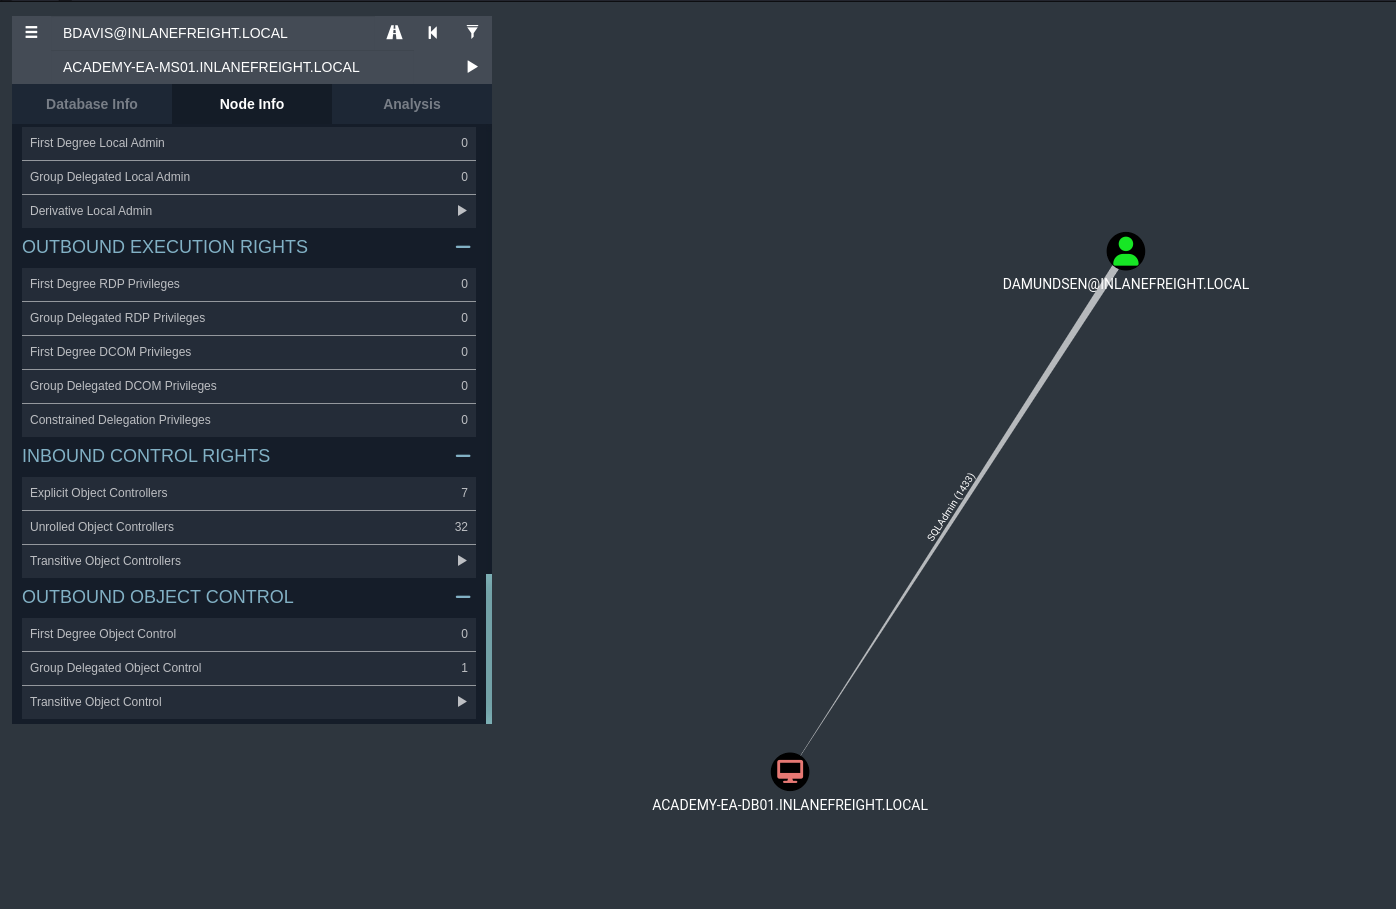 BDAVIS@INLANEFREIGHT.LOCAL
ACADEMY-EA-MS01.INLANEFREIGHT.LOCAL
Database Info
Node Info
Analysis
First Degree Local Admin 0
Group Delegated Local Admin 0
Derivative Local Admin
OUTBOUND EXECUTION RIGHTS
First Degree RDP Privileges 0
Group Delegated RDP Privileges 0
First Degree DCOM Privileges 0
Group Delegated DCOM Privileges 0
Constrained Delegation Privileges 0
INBOUND CONTROL RIGHTS
Explicit Object Controllers 7
Unrolled Object Controllers 32
Transitive Object Controllers
OUTBOUND OBJECT CONTROL
First Degree Object Control 0
Group Delegated Object Control 1
Transitive Object Control
DAMUNDSEN@INLANEFREIGHT.LOCAL
SQLAdmin (1433)
ACADEMY-EA-DB01.INLANEFREIGHT.LOCAL